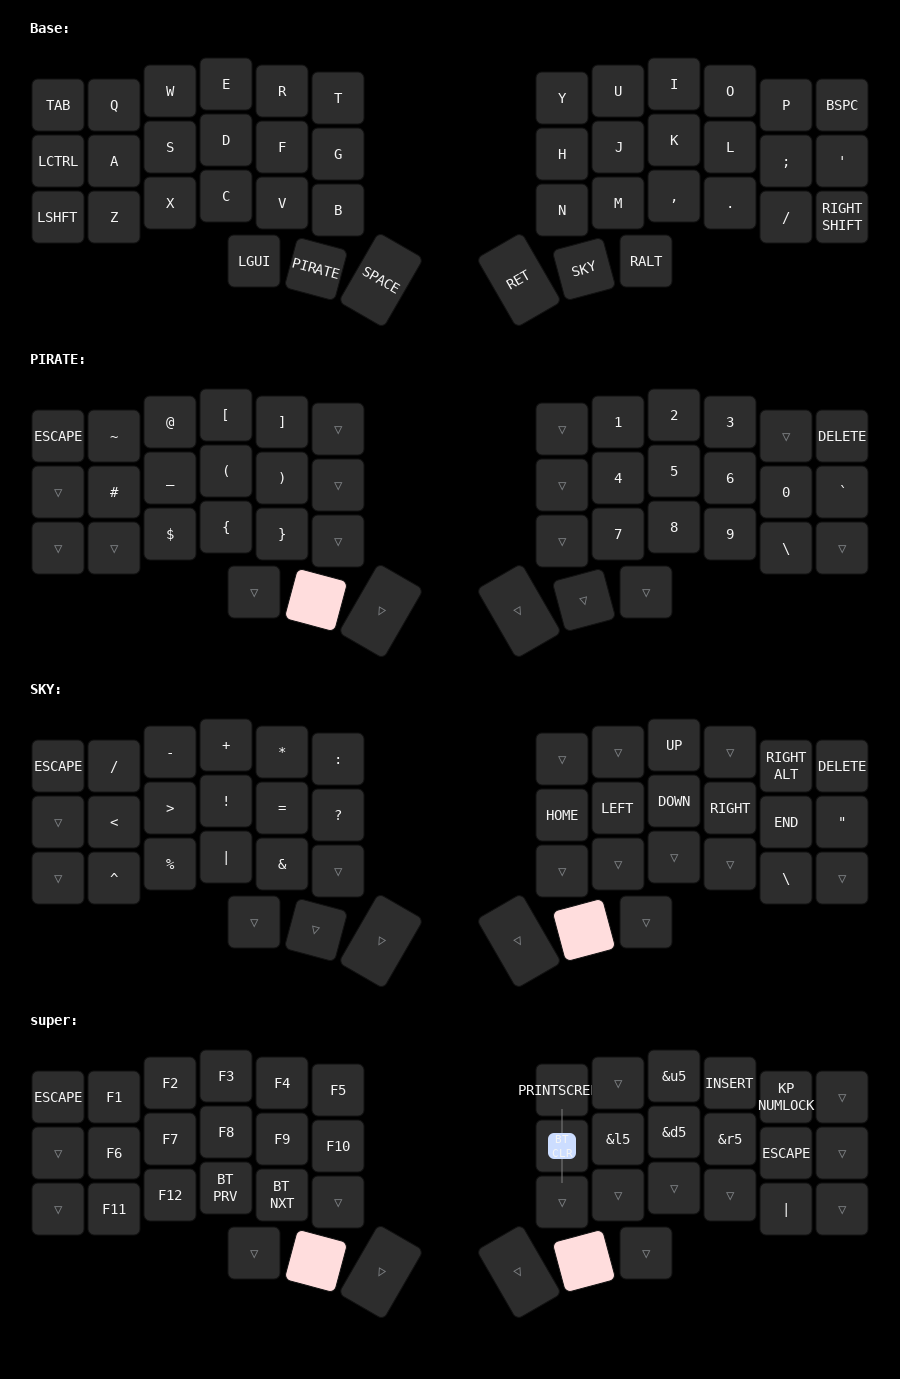 Base:
TAB Q W E R T Y U I O P BSPC
LCTRL A S D F G H J K L ; '
LSHFT Z X C V B N M , . / RIGHT SHIFT
LGUI PIRATE SPACE RET SKY RALT
PIRATE:
ESCAPE ~ @ [ ] ▽ ▽ 1 2 3 ▽ DELETE
▽ # _ ( ) ▽ ▽ 4 5 6 0 `
▽ ▽ $ { } ▽ ▽ 7 8 9 \ ▽
▽ ▽ ▽ ▽ ▽
SKY:
ESCAPE / - + * : ▽ ▽ UP ▽ RIGHT ALT DELETE
▽ < > ! = ? HOME LEFT DOWN RIGHT END "
▽ ^ % | & ▽ ▽ ▽ ▽ ▽ \ ▽
▽ ▽ ▽ ▽ ▽
super:
ESCAPE F1 F2 F3 F4 F5 PRINTSCREE ▽ &u5 INSERT KP NUMLOCK ▽
▽ F6 F7 F8 F9 F10 BT CLR &l5 &d5 &r5 ESCAPE ▽
▽ F11 F12 BT PRV BT NXT ▽ ▽ ▽ ▽ ▽ | ▽
▽ ▽ ▽ ▽